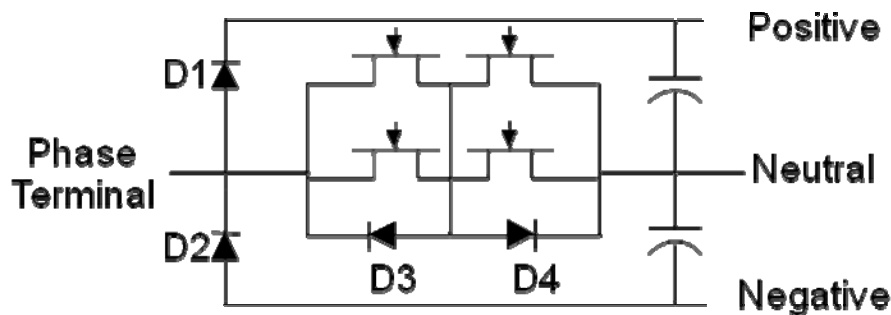 Positive
D1
Phase
Terminal
Neutral
D2
D3
D4
Negative